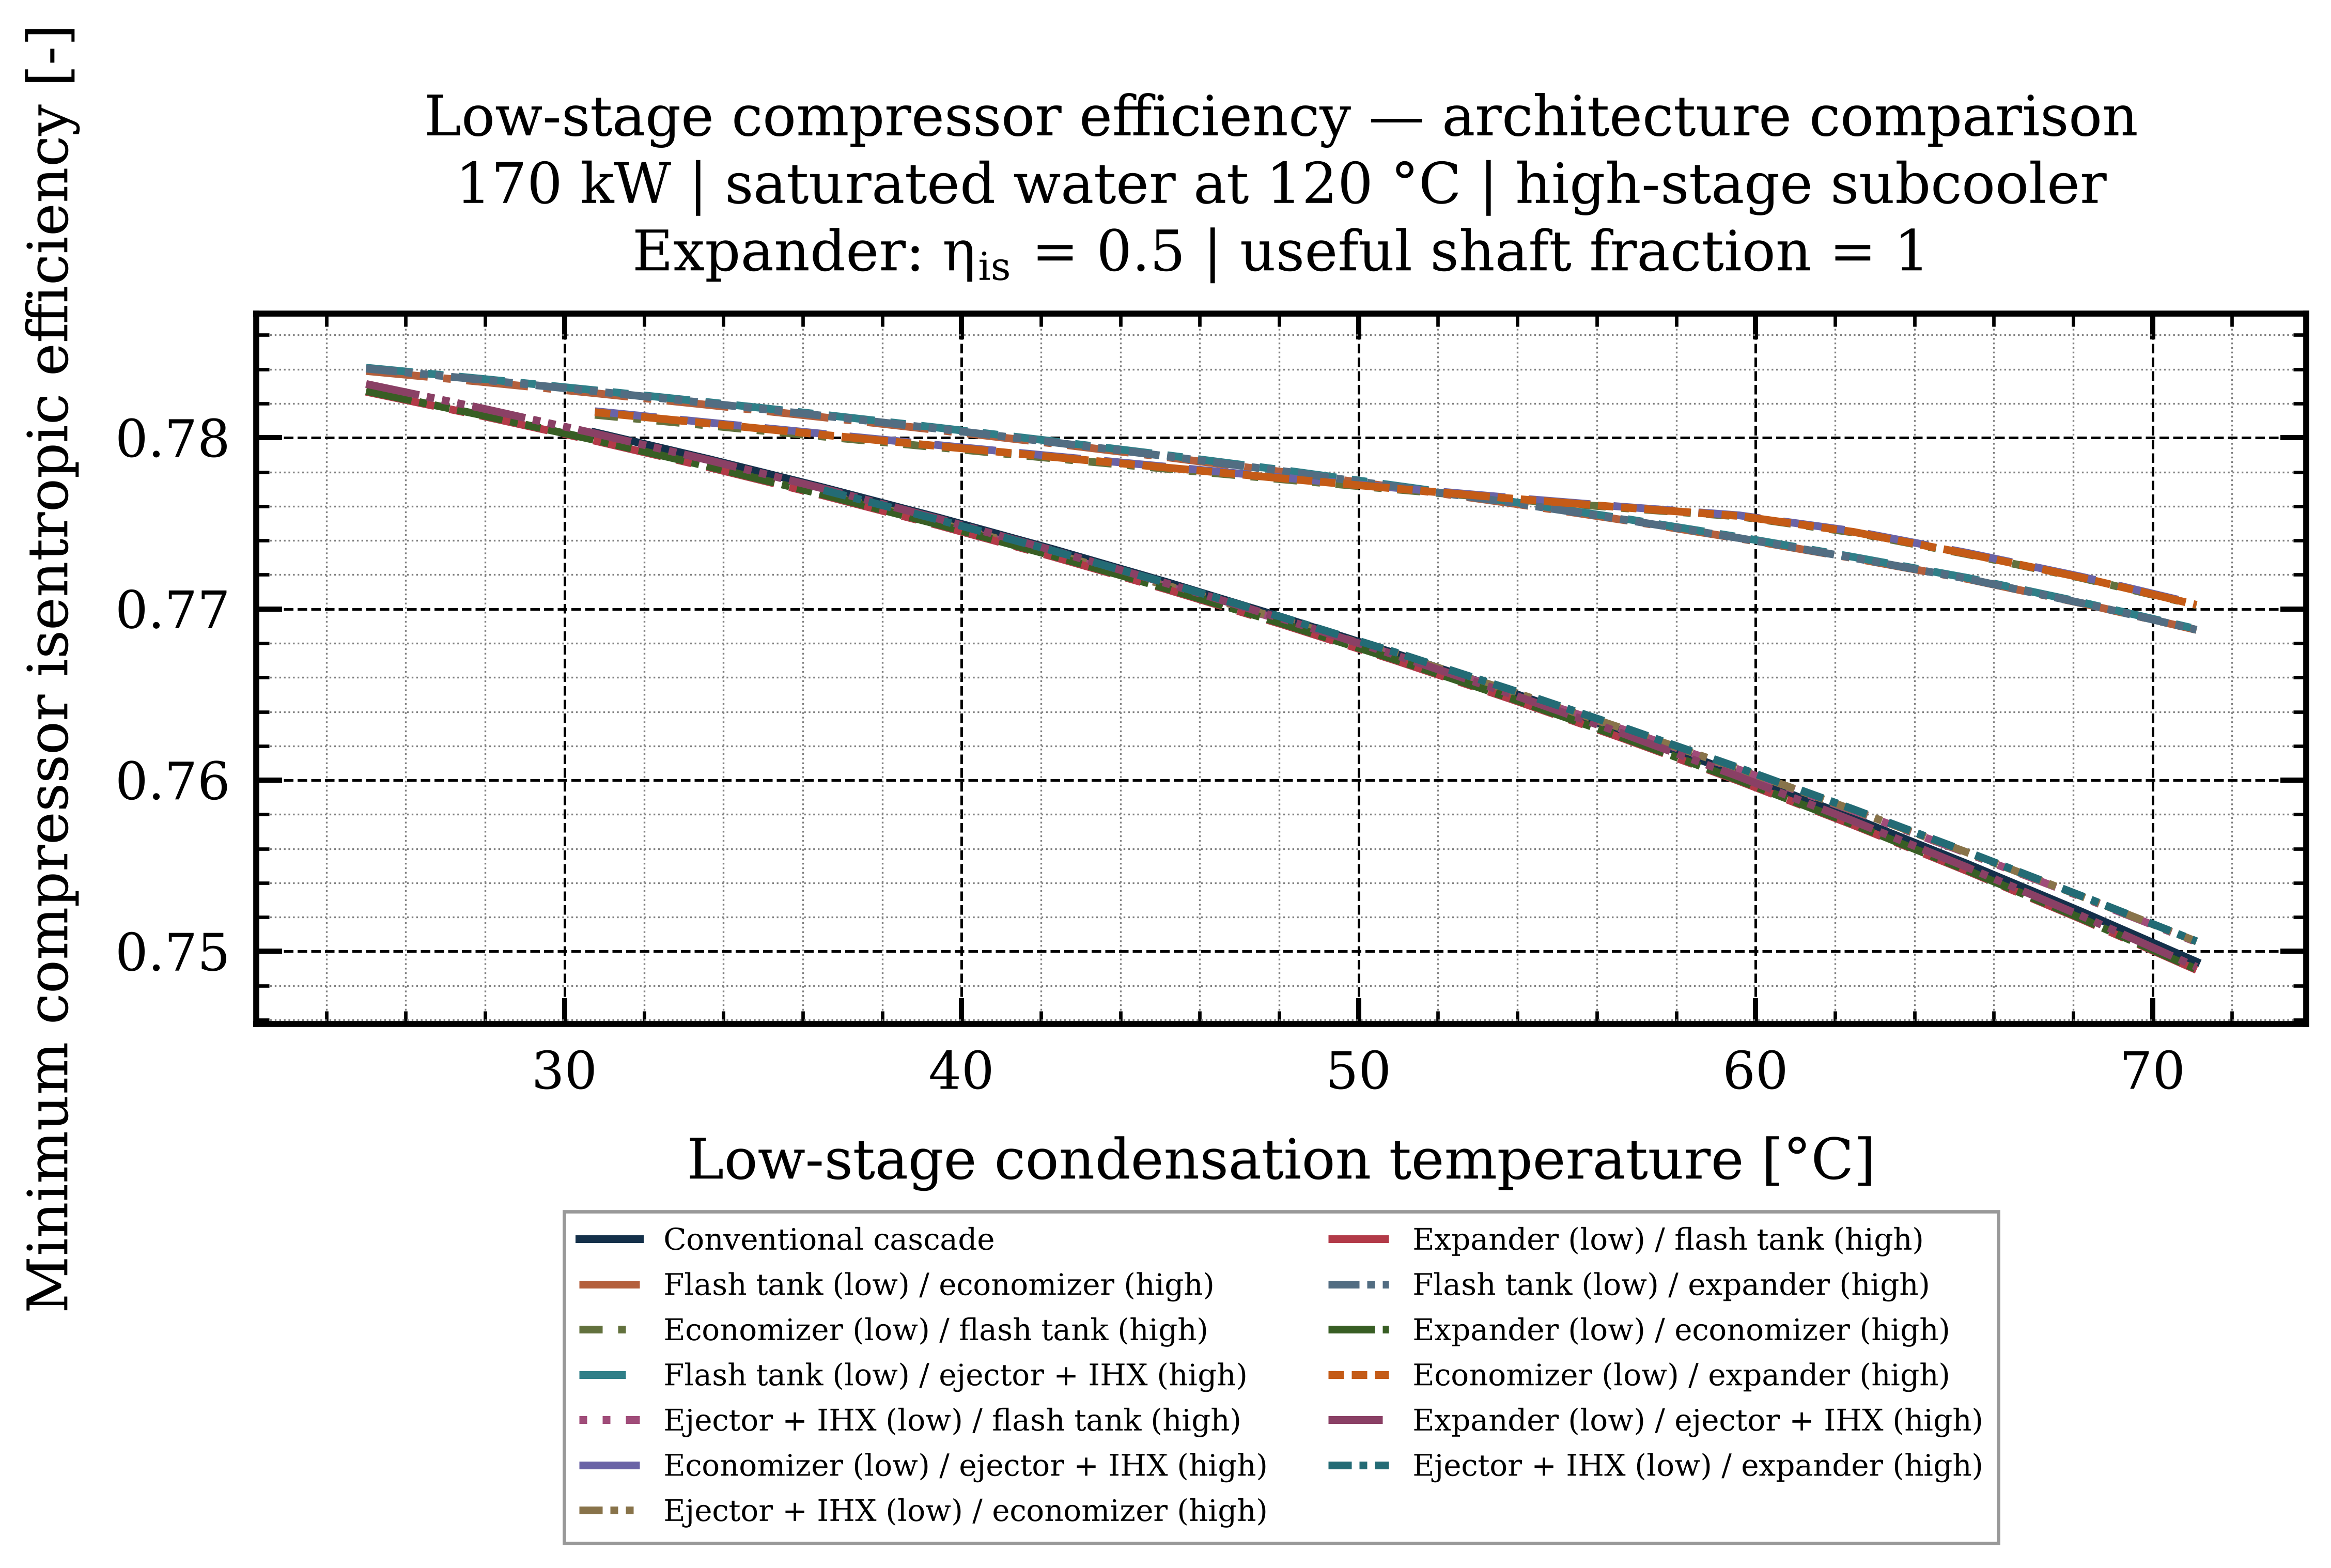 Low-stage compressor efficiency — architecture comparison
170 kW | saturated water at 120 °C | high-stage subcooler
Expander: ηis = 0.5 | useful shaft fraction = 1
Minimum compressor isentropic efficiency [-]
0.78
0.77
0.76
0.75
30
40
50
60
70
Low-stage condensation temperature [°C]
Conventional cascade
Flash tank (low) / economizer (high)
Economizer (low) / flash tank (high)
Flash tank (low) / ejector + IHX (high)
Ejector + IHX (low) / flash tank (high)
Economizer (low) / ejector + IHX (high)
Ejector + IHX (low) / economizer (high)
Expander (low) / flash tank (high)
Flash tank (low) / expander (high)
Expander (low) / economizer (high)
Economizer (low) / expander (high)
Expander (low) / ejector + IHX (high)
Ejector + IHX (low) / expander (high)